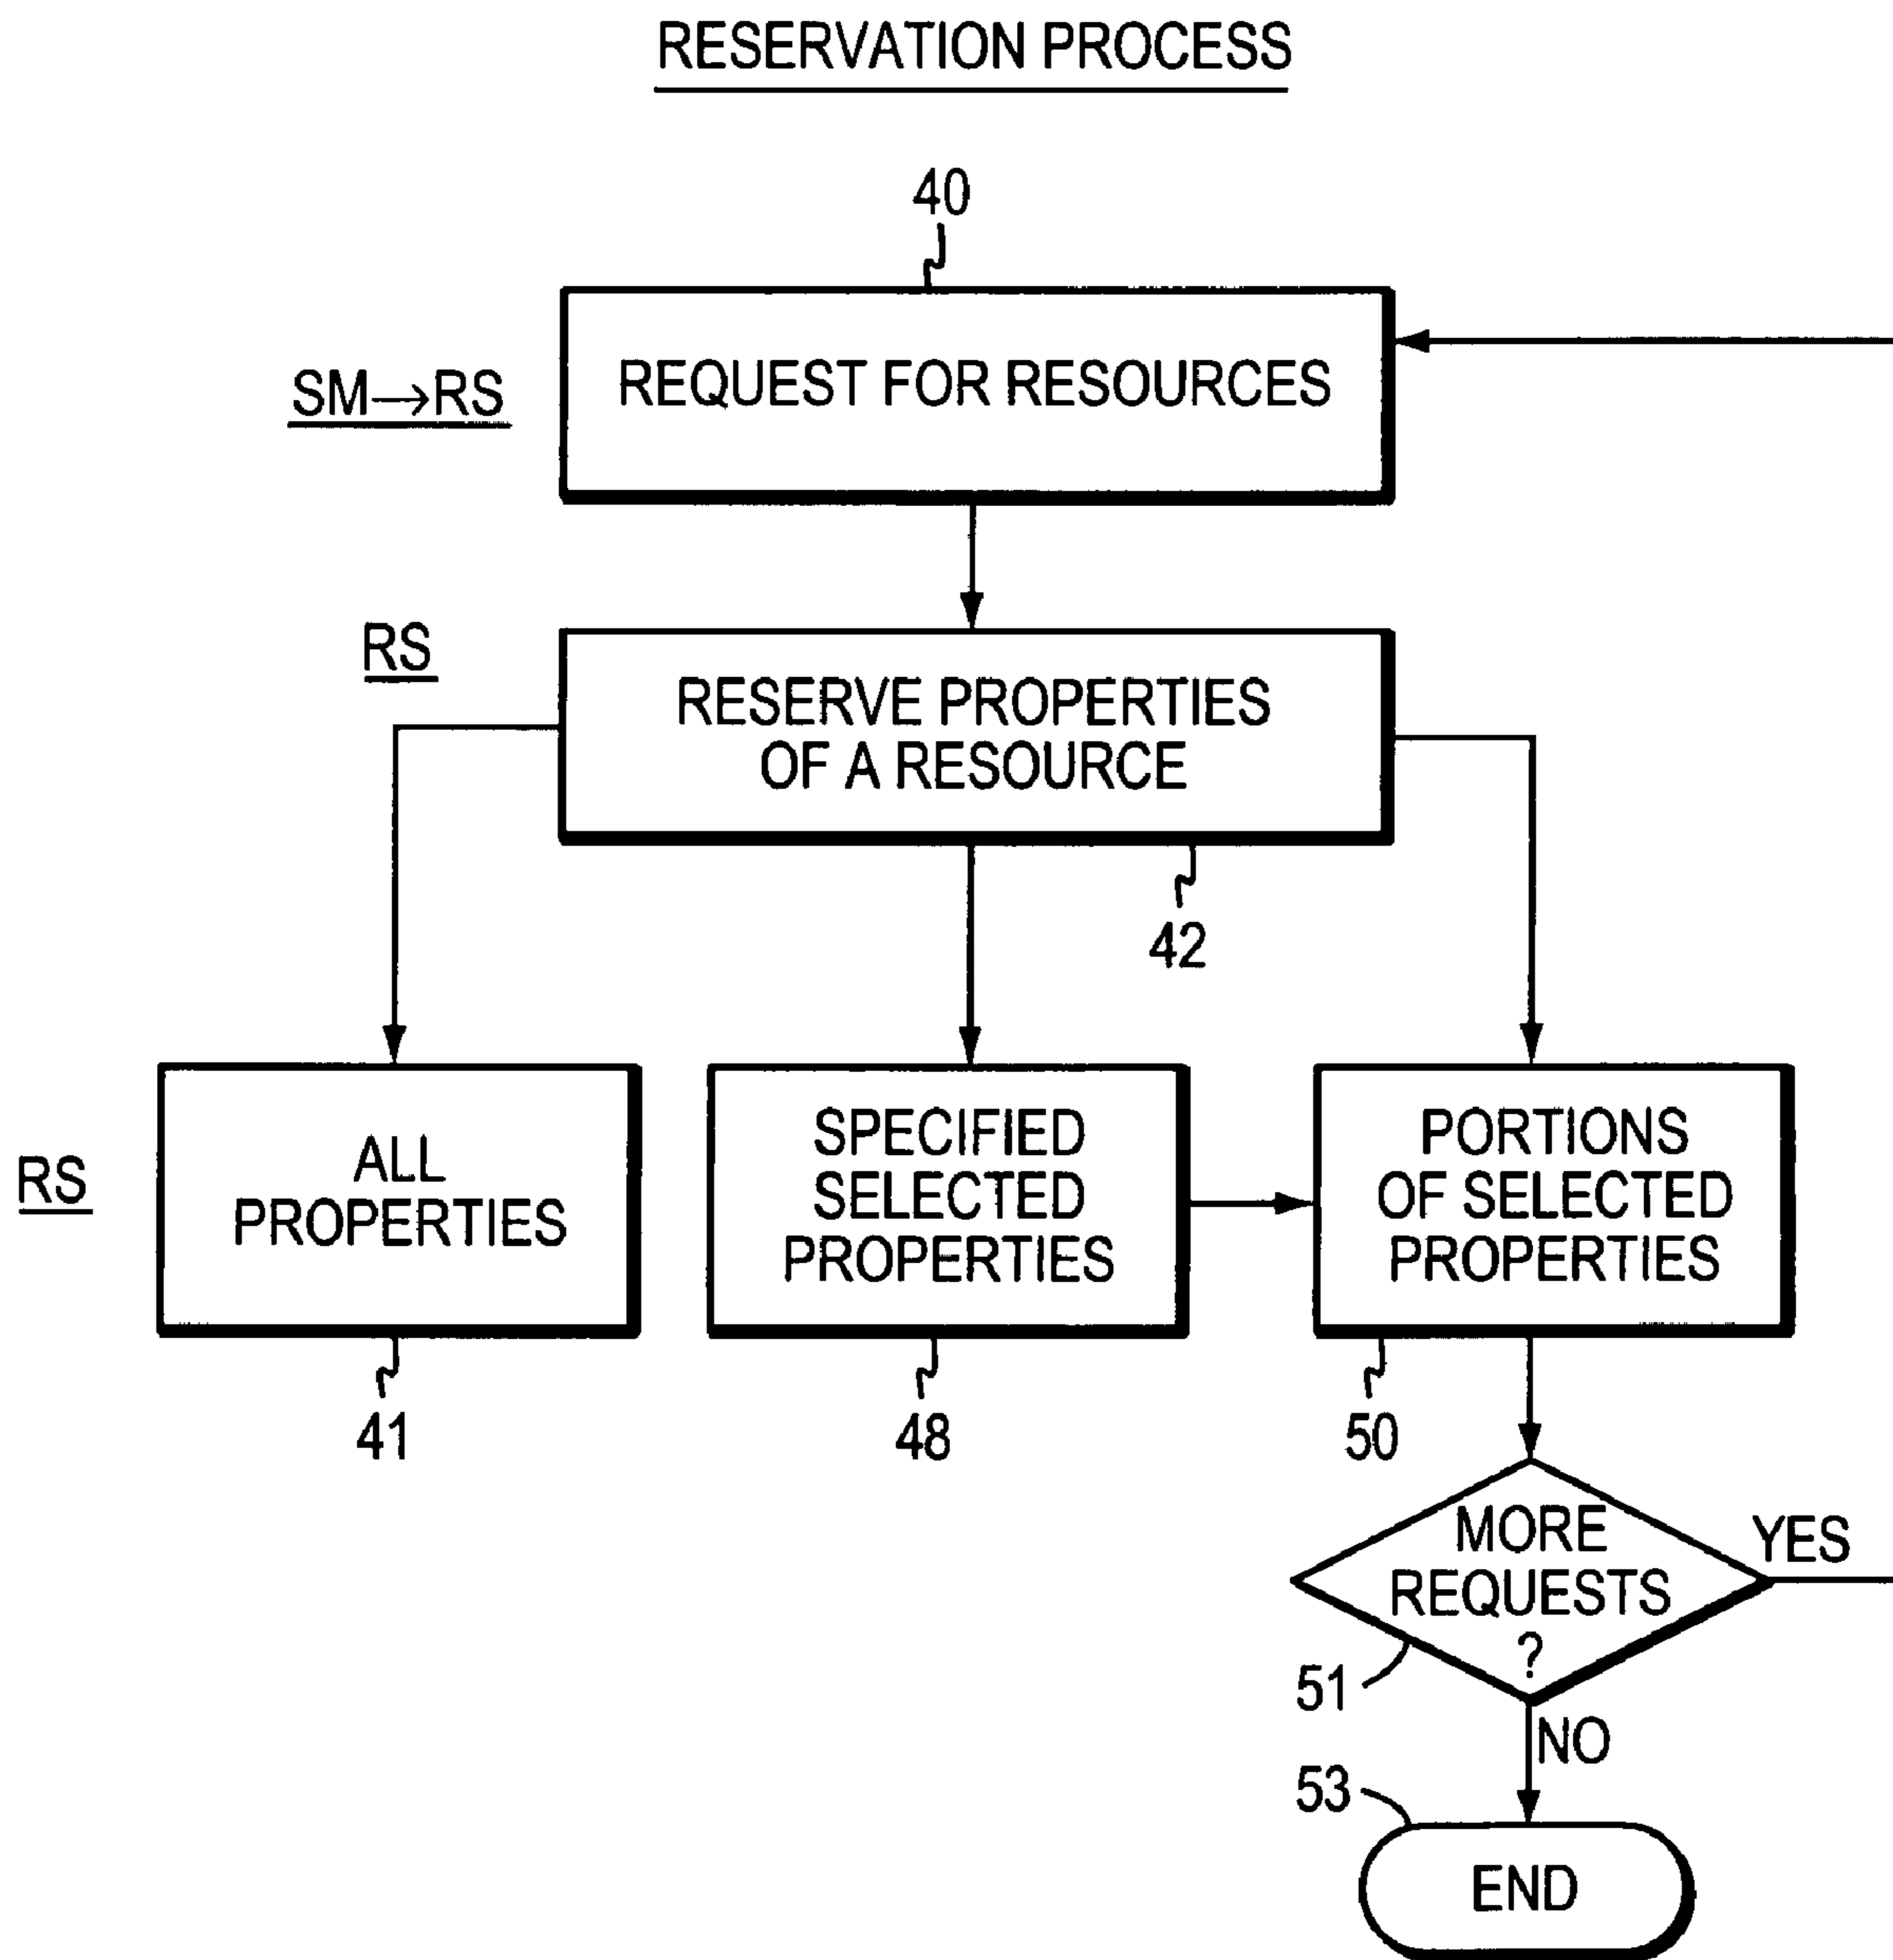 RESERVATION PROCESS
40
SM→RS
REQUEST FOR RESOURCES
RS
RESERVE PROPERTIES
OF A RESOURCE
42
RS
ALL
PROPERTIES
41
SPECIFIED
SELECTED
PROPERTIES
48
PORTIONS
OF SELECTED
PROPERTIES
50
MORE
REQUESTS
?
YES
51
NO
53
END